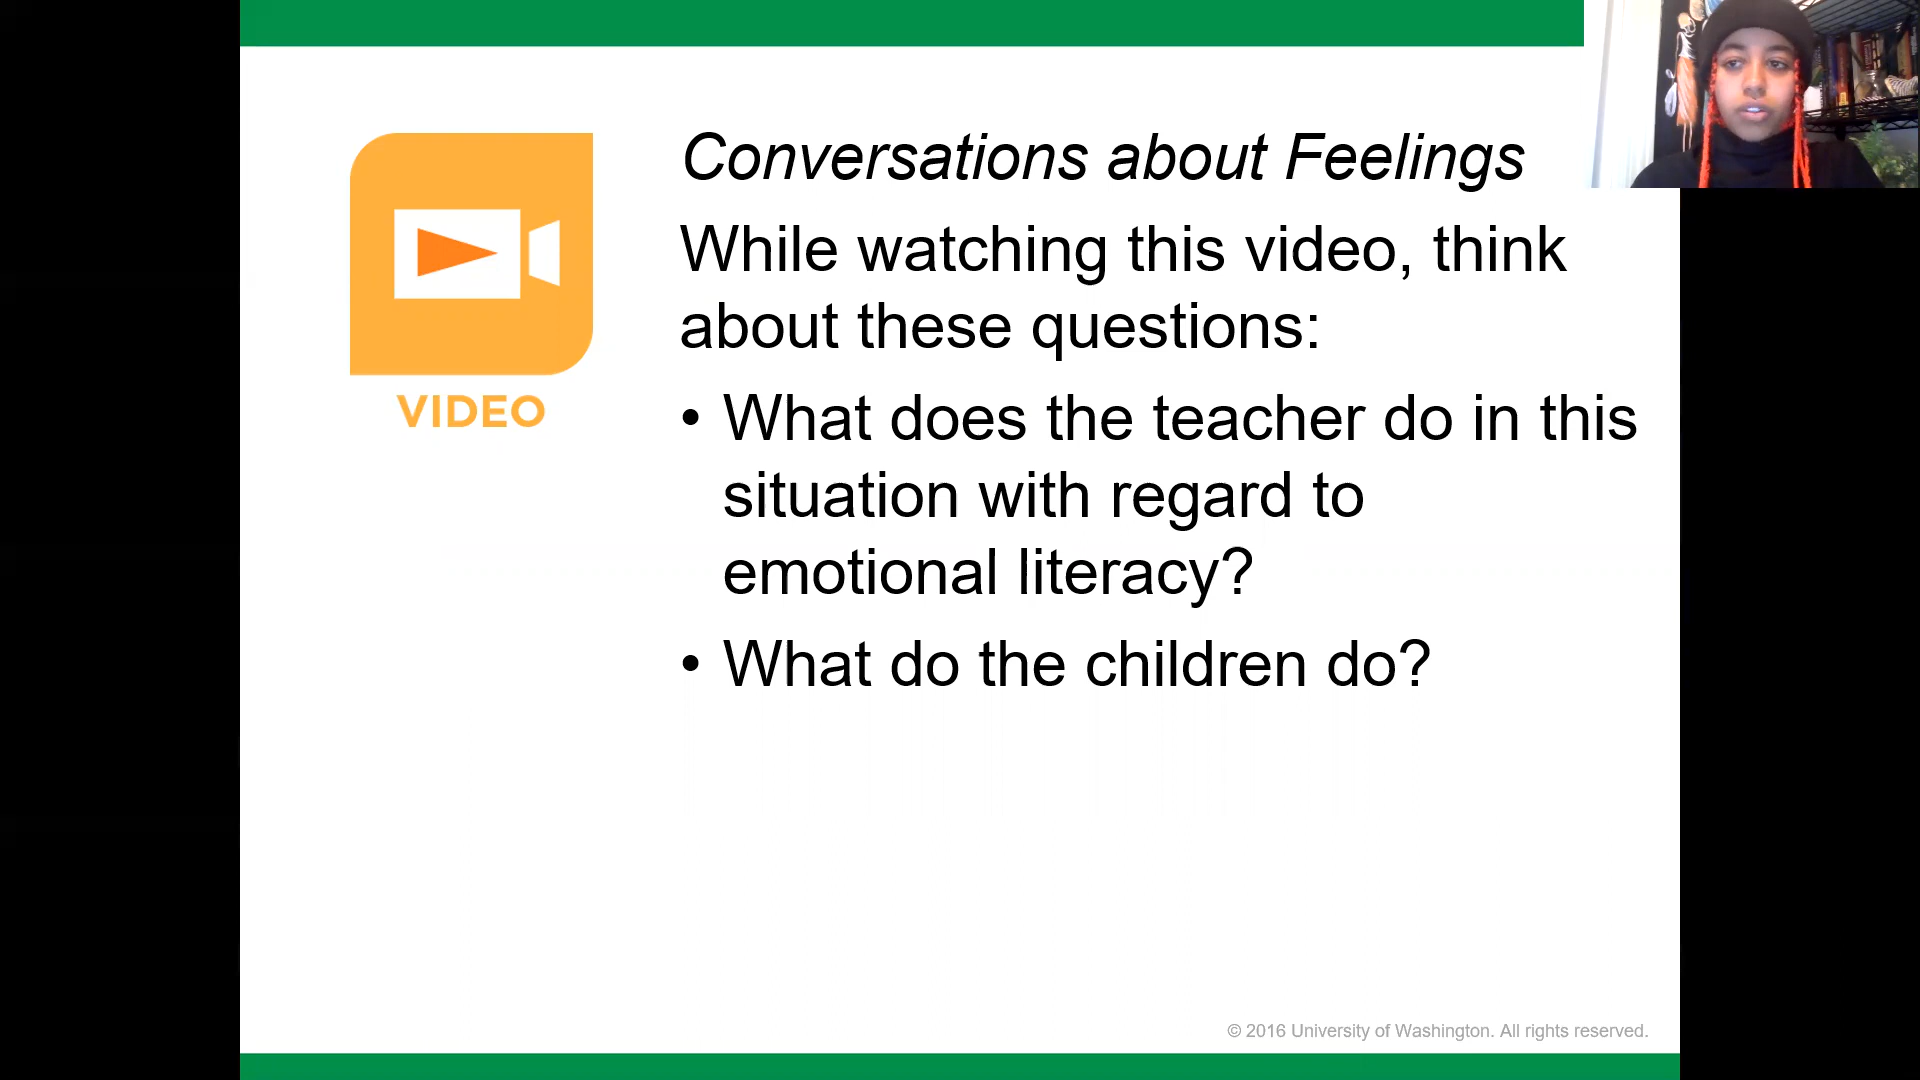 Conversations about Feelings
While watching this video, think
about these questions:
• What does the teacher do in this
situation with regard to
emotional literacy?
• What do the children do?
VIDEO
© 2016 University of Washington. All rights reserved.